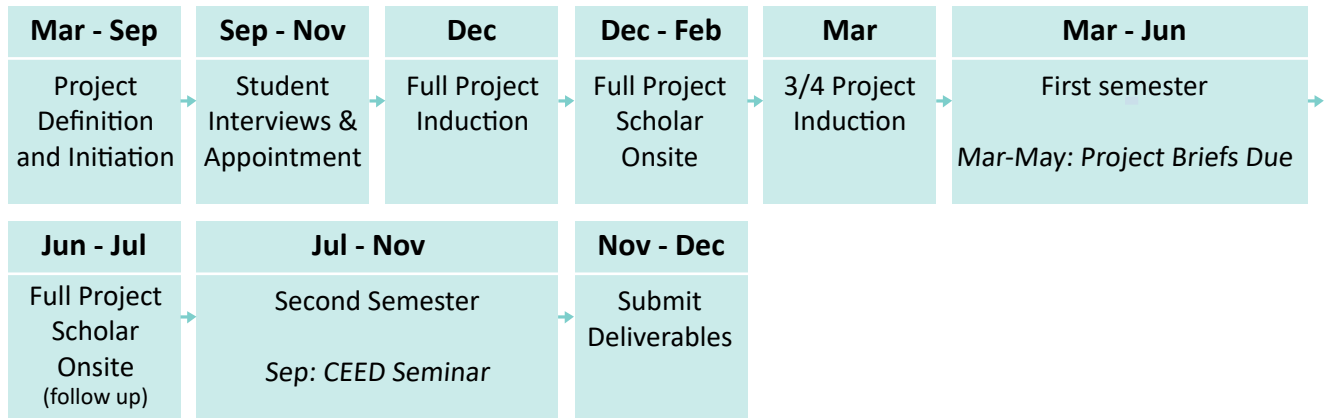 Mar - Sep
Project
Definition
and Initiation
Sep - Nov
Student
Interviews &
Appointment
Dec
Full Project
Induction
Dec - Feb
Full Project
Scholar
Onsite
Mar
3/4 Project
Induction
Mar - Jun
First semester
Mar-May: Project Briefs Due
Jun - Jul
Full Project
Scholar
Onsite
(follow up)
Jul - Nov
Second Semester
Sep: CEED Seminar
Nov - Dec
Submit
Deliverables